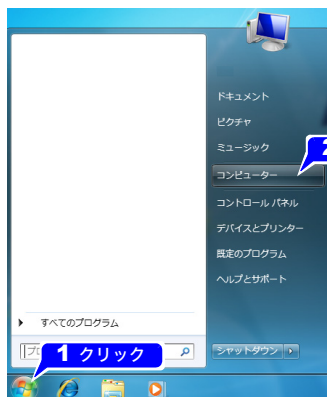 ドキュメント
ピクチャ
ミュージック
2
コンピューター
コントロール パネル
デバイスとプリンター
既定のプログラム
ヘルプとサポート
すべてのプログラム
プロ
1 クリック
シャットダウン